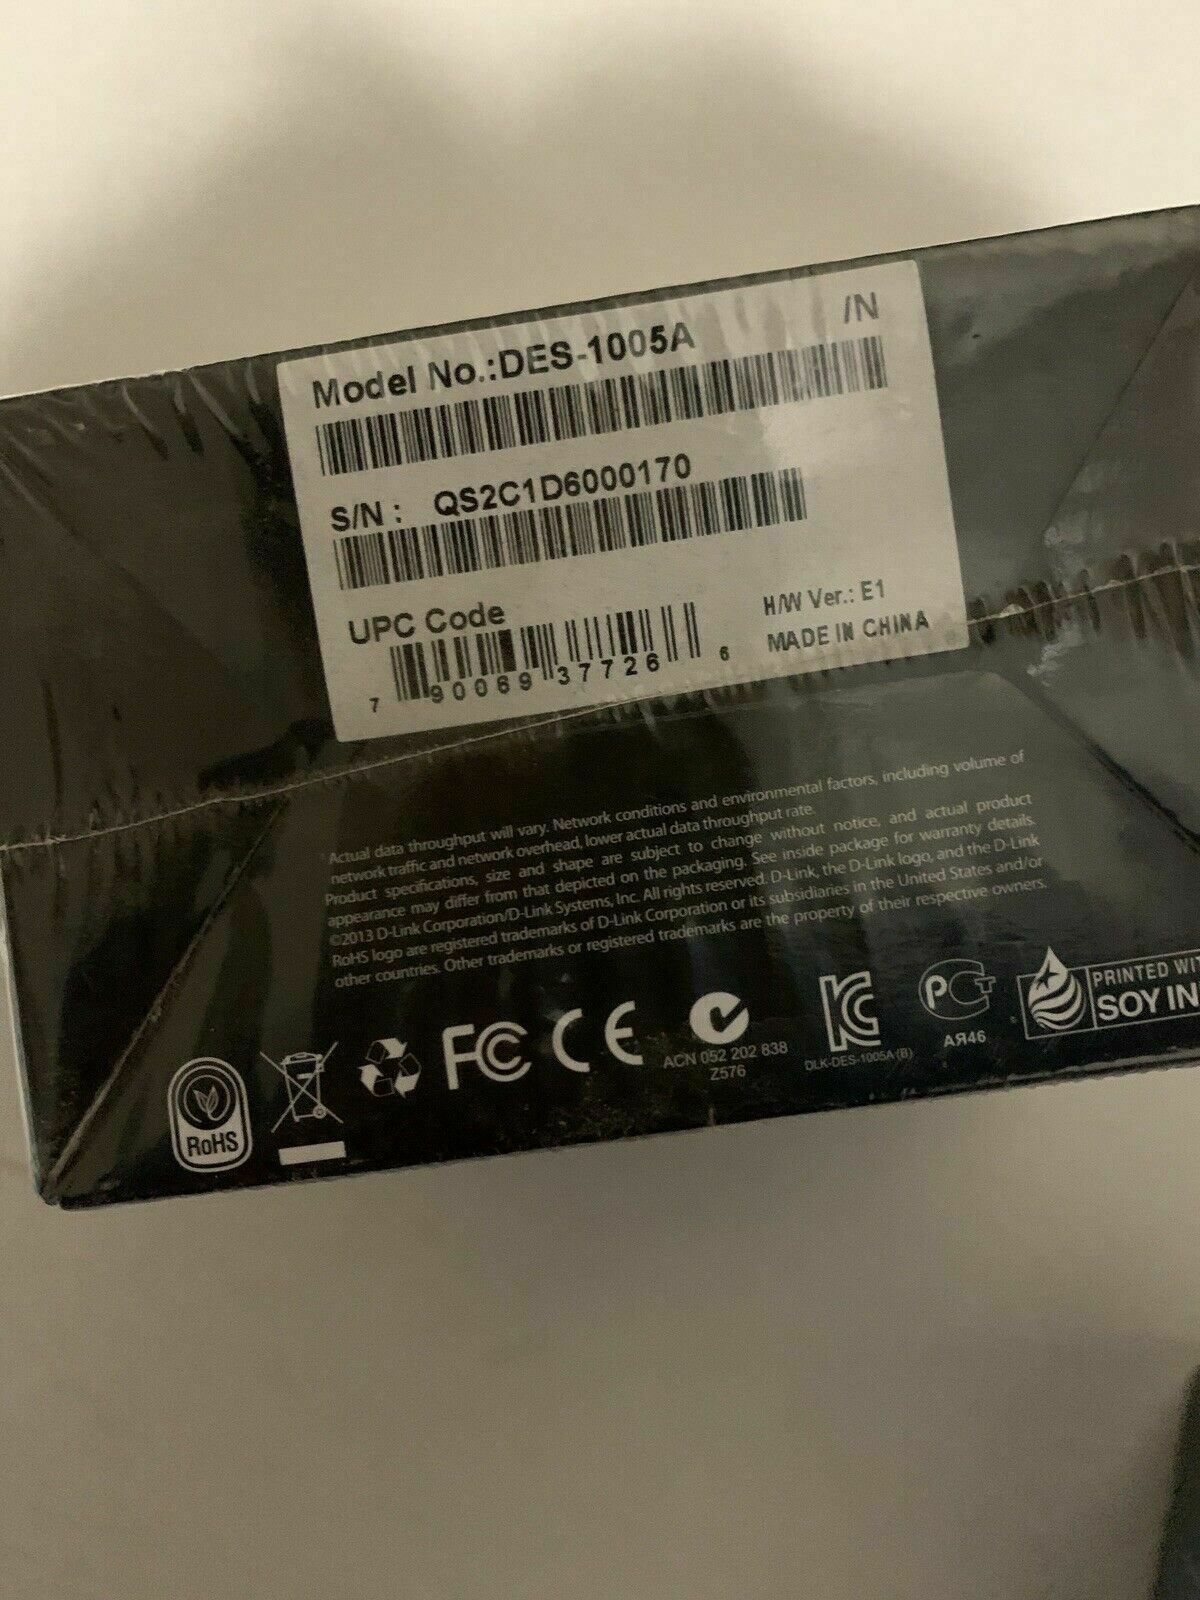 Model No.:DES-1005A /N
S/N : QS2C1D6000170
UPC Code
7 90069 37726 6
H/W Ver.: E1
MADE IN CHINA
Actual data throughput will vary. Network conditions and environmental factors, including volume of
network traffic and network overhead, lower actual data throughput rate.
Product specifications, size and shape are subject to change without notice, and actual product
appearance may differ from that depicted on the packaging. See inside package for warranty details.
©2013 D-Link Corporation/D-Link Systems, Inc. All rights reserved. D-Link, the D-Link logo, and the D-Link
RoHS logo are registered trademarks of D-Link Corporation or its subsidiaries in the United States and/or
other countries. Other trademarks or registered trademarks are the property of their respective owners.
RoHS
FC CE
ACN 052 202 838
Z576
DLK-DES-1005A (B)
АЯ46
PRINTED WIT
SOY IN